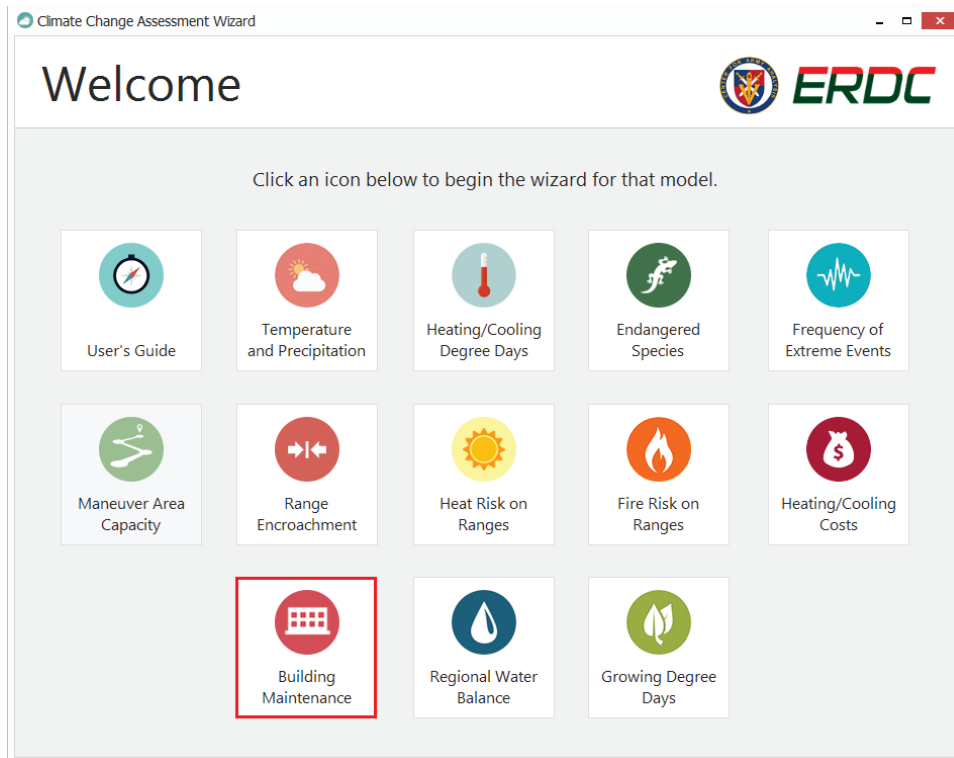 Climate Change Assessment Wizard
Welcome
ERDC
Click an icon below to begin the wizard for that model.
User's Guide
Temperature
and Precipitation
Heating/Cooling
Degree Days
Endangered
Species
Frequency of
Extreme Events
Maneuver Area
Capacity
Range
Encroachment
Heat Risk on
Ranges
Fire Risk on
Ranges
$
Heating/Cooling
Costs
Building
Maintenance
Regional Water
Balance
Growing Degree
Days